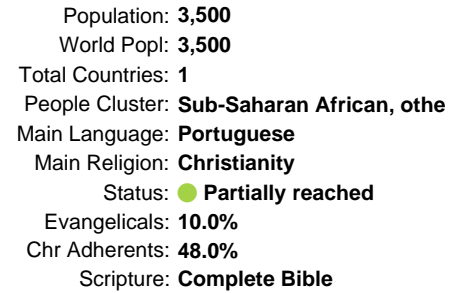 Population: 3,500
World Popl: 3,500
Total Countries: 1
People Cluster: Sub-Saharan African, othe
Main Language: Portuguese
Main Religion: Christianity
Status: Partially reached
Evangelicals: 10.0%
Chr Adherents: 48.0%
Scripture: Complete Bible